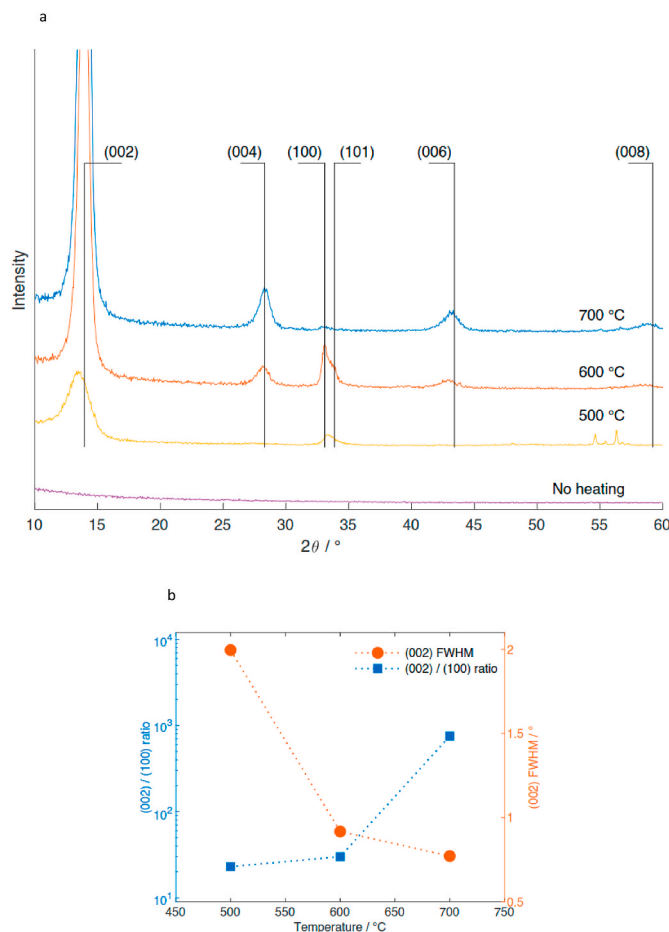 a
(002)
(004)
(100)
(101)
(006)
(008)
Intensity
700 °C
600 °C
500 °C
No heating
10 15 20 25 30 35 40 45 50 55 60
2θ / °
b
10⁴
10³
10²
10¹
(002) / (100) ratio
(002) FWHM
(002) / (100) ratio
2
1.5
1
0.5
(002) FWHM / °
450 500 550 600 650 700 750
Temperature / °C